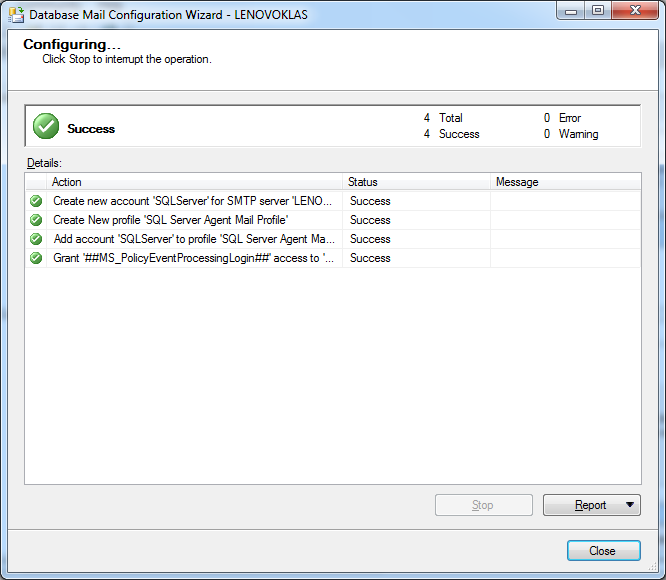 Database Mail Configuration Wizard - LENOVOKLAS
Configuring...
Click Stop to interrupt the operation.
Success
4 Total 0 Error
4 Success 0 Warning
Details:
Action Status Message
Create new account 'SQLServer' for SMTP server 'LENO... Success
Create New profile 'SQL Server Agent Mail Profile' Success
Add account 'SQLServer' to profile 'SQL Server Agent Ma... Success
Grant '##MS_PolicyEventProcessingLogin##' access to '... Success
Stop Report
Close